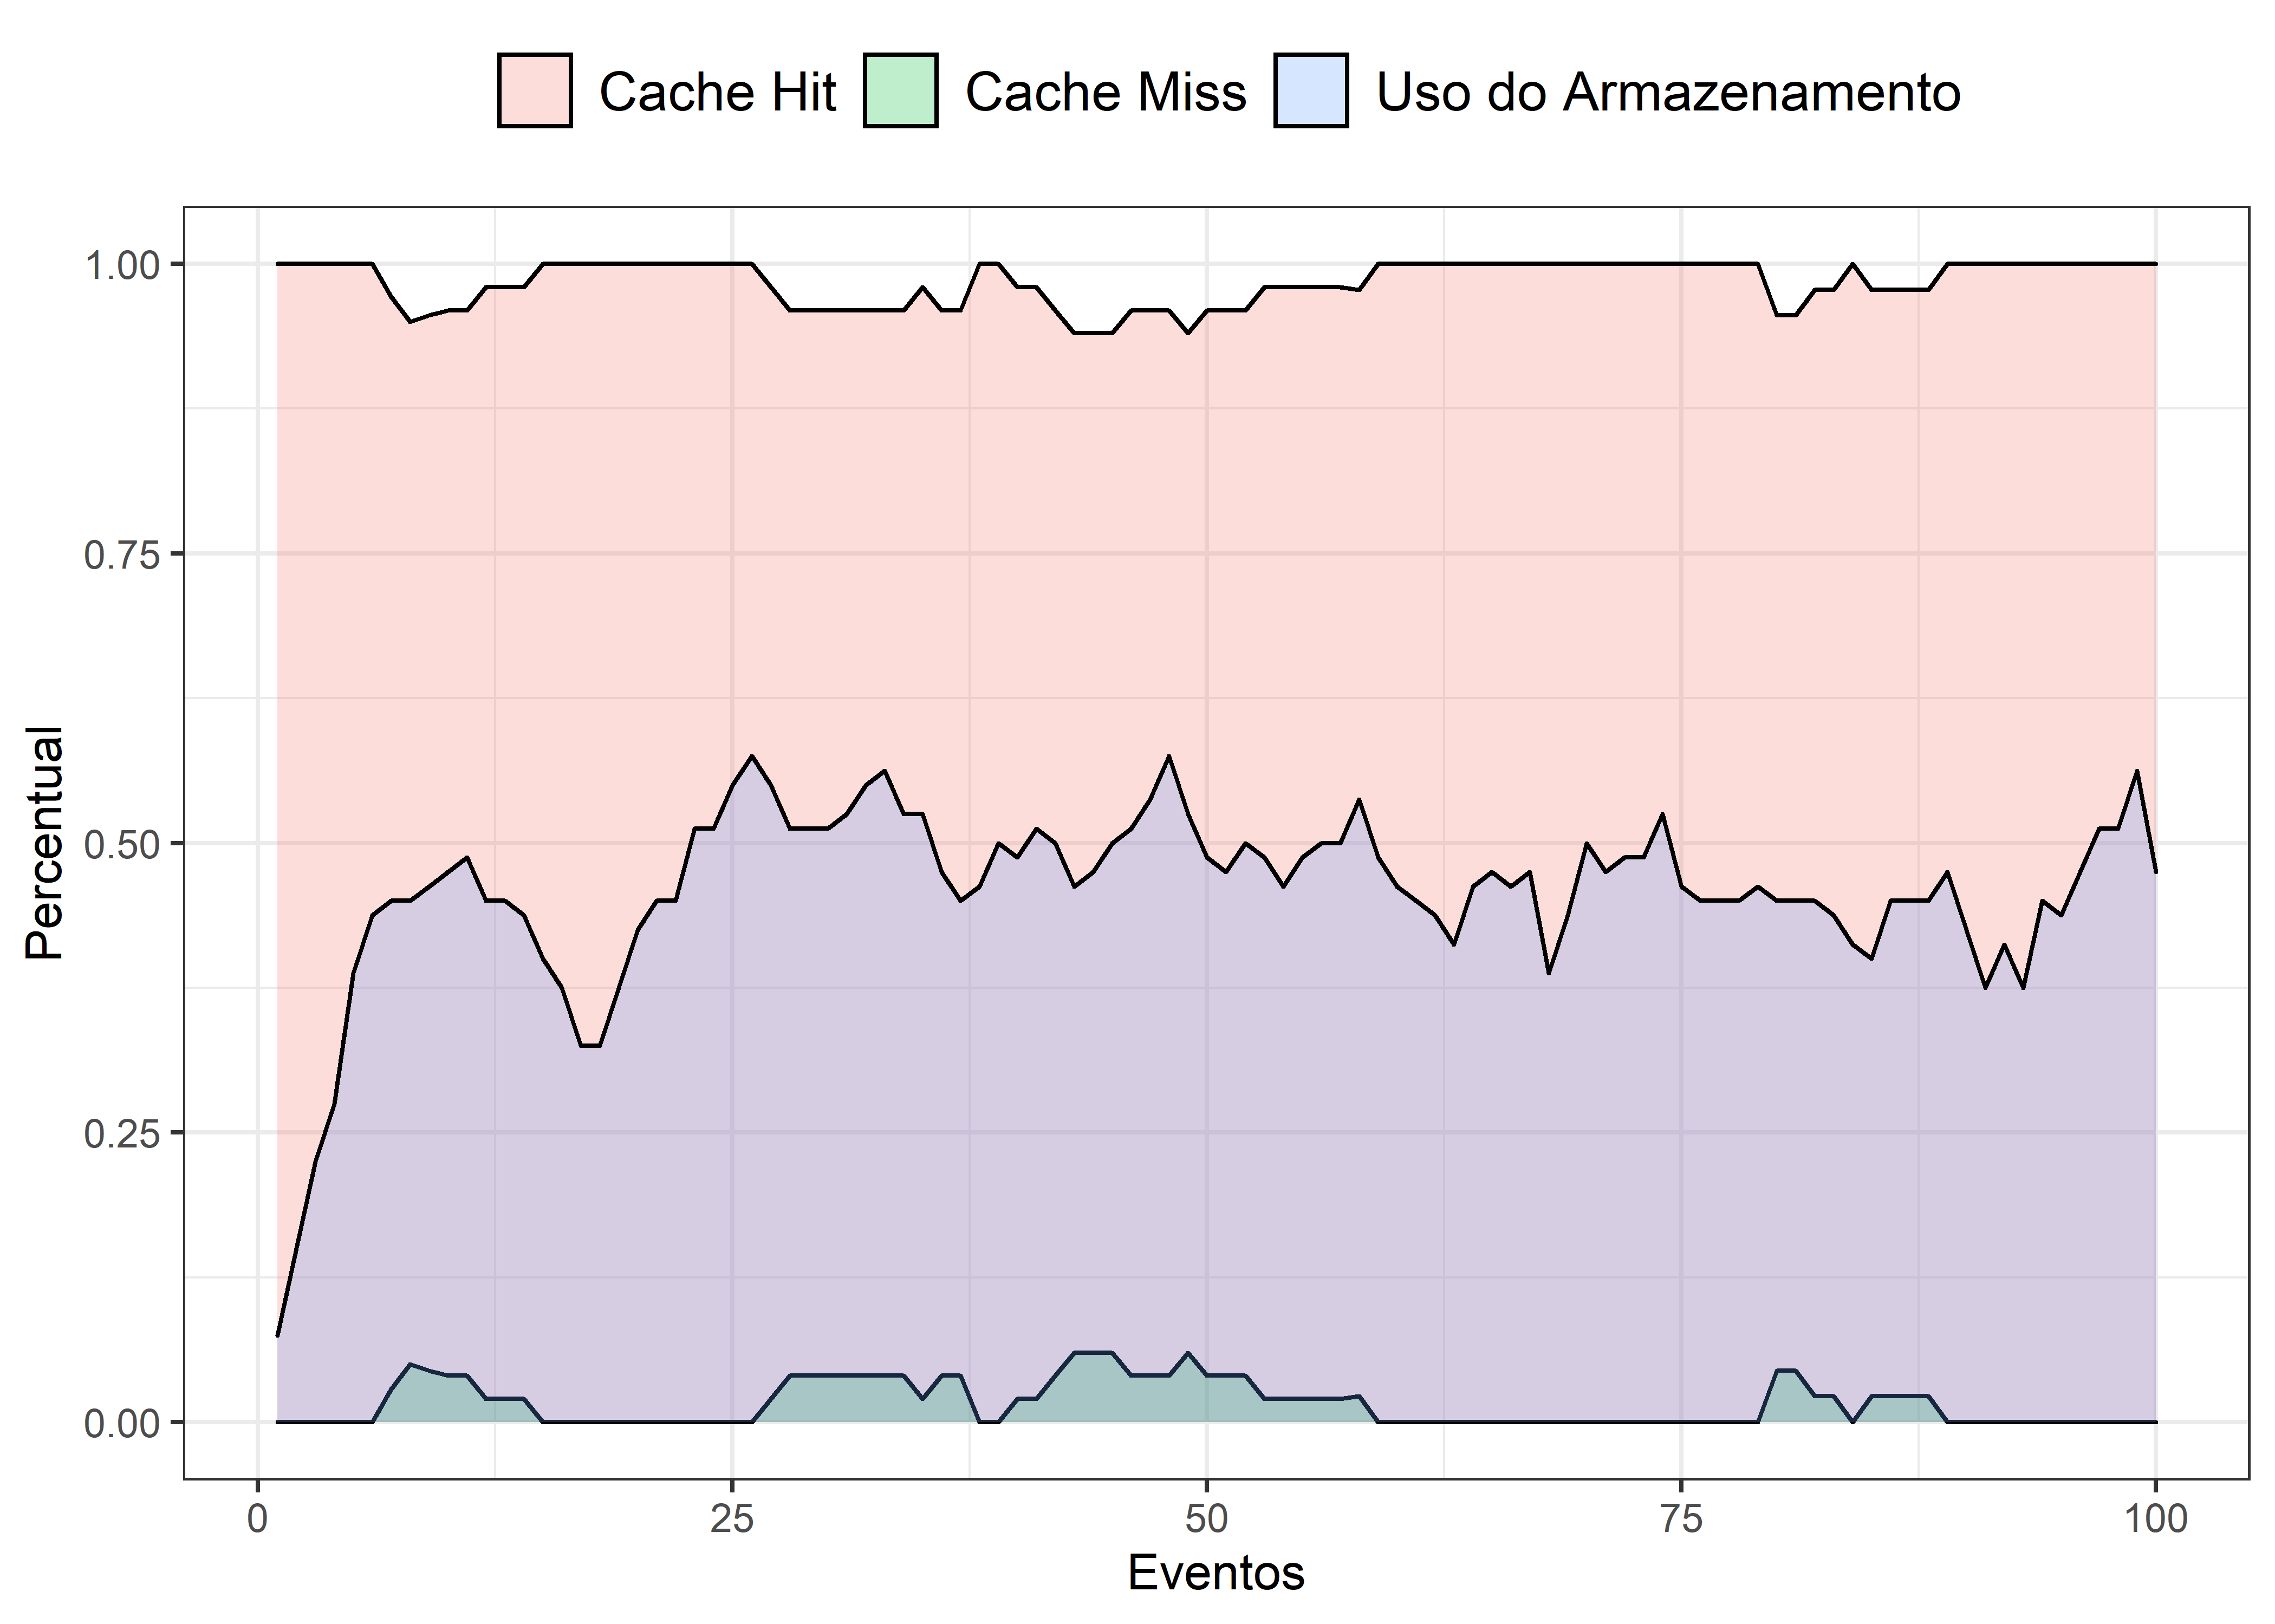 Cache Hit Cache Miss Uso do Armazenamento
1.00
0.75
0.50
0.25
0.00
Percentual
0 25 50 75 100
Eventos